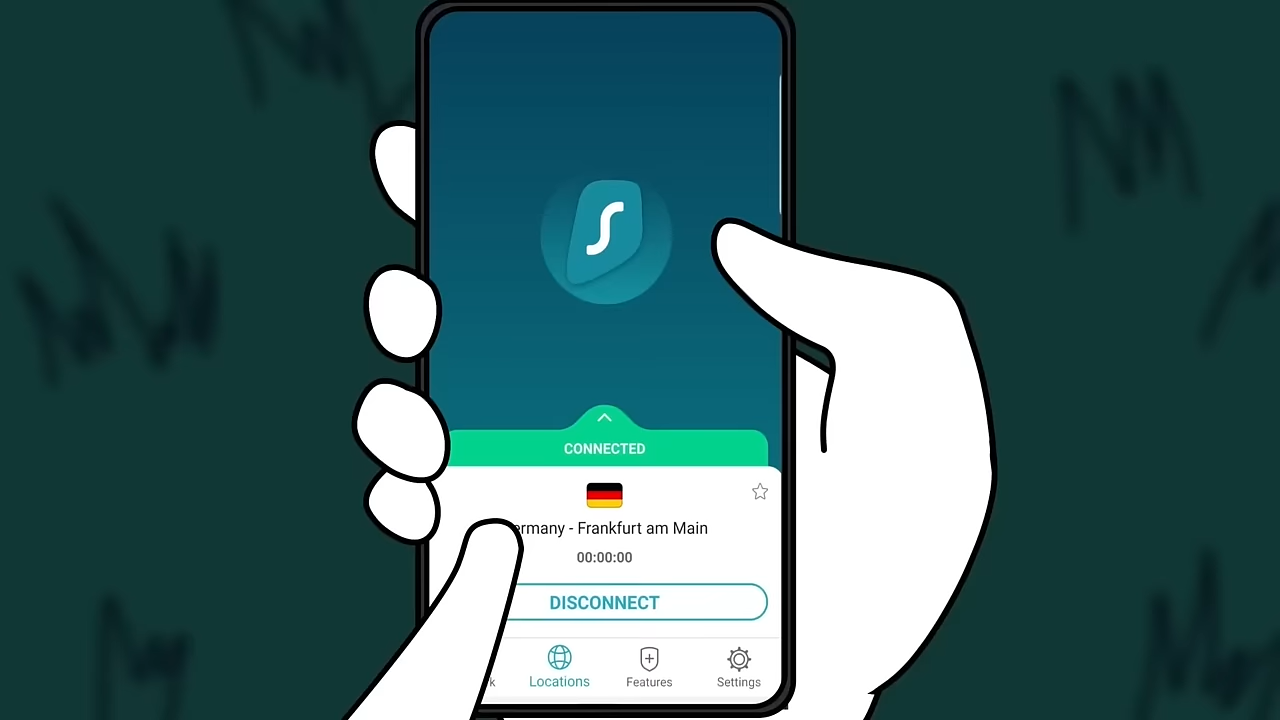 CONNECTED
ermany - Frankfurt am Main
00:00:00
DISCONNECT
k
Locations
Features
Settings